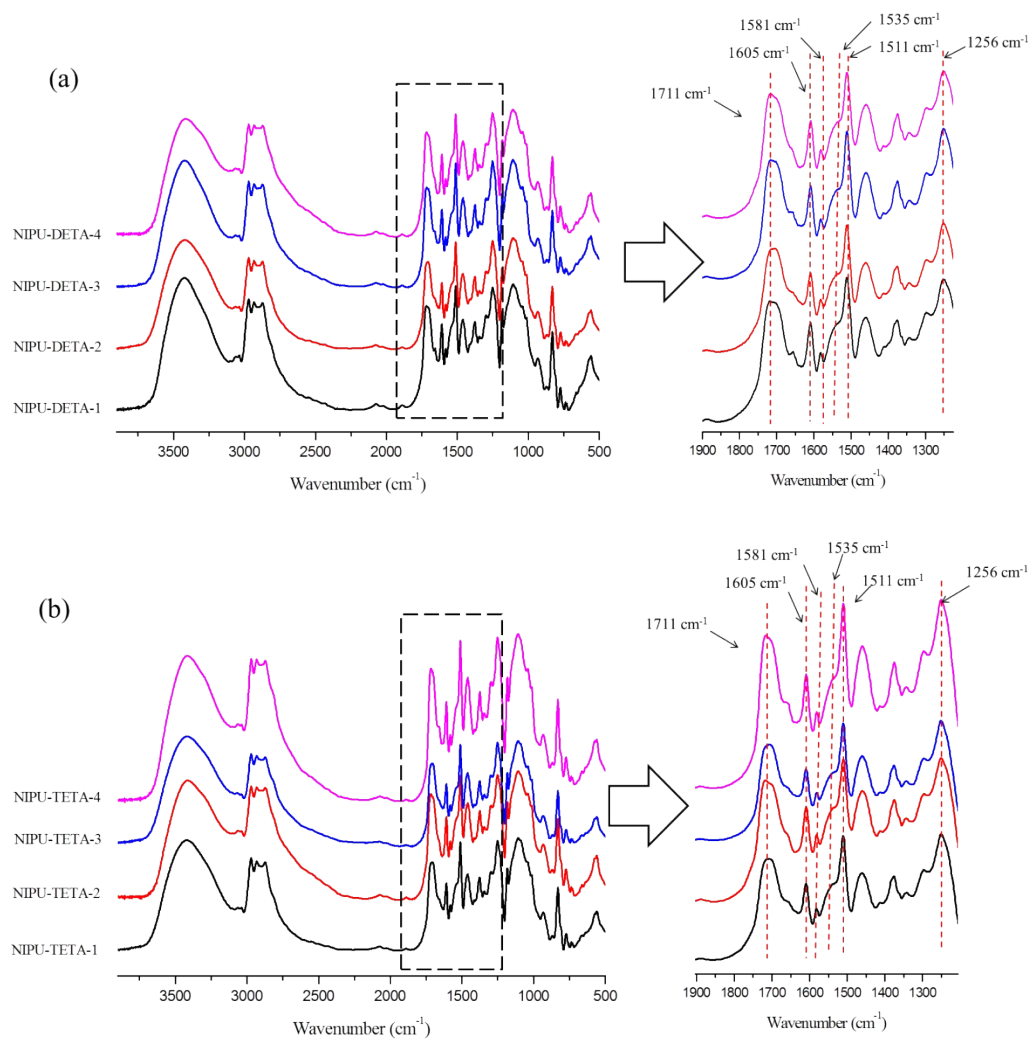 (a)
1581 cm⁻¹
1535 cm⁻¹
1605 cm⁻¹
1511 cm⁻¹
1256 cm⁻¹
1711 cm⁻¹
NIPU-DETA-4
NIPU-DETA-3
NIPU-DETA-2
NIPU-DETA-1
3500 3000 2500 2000 1500 1000 500
Wavenumber (cm⁻¹)
1900 1800 1700 1600 1500 1400 1300
Wavenumber (cm⁻¹)
(b)
1581 cm⁻¹
1535 cm⁻¹
1605 cm⁻¹
1511 cm⁻¹
1256 cm⁻¹
1711 cm⁻¹
NIPU-TETA-4
NIPU-TETA-3
NIPU-TETA-2
NIPU-TETA-1
3500 3000 2500 2000 1500 1000 500
Wavenumber (cm⁻¹)
1900 1800 1700 1600 1500 1400 1300
Wavenumber (cm⁻¹)